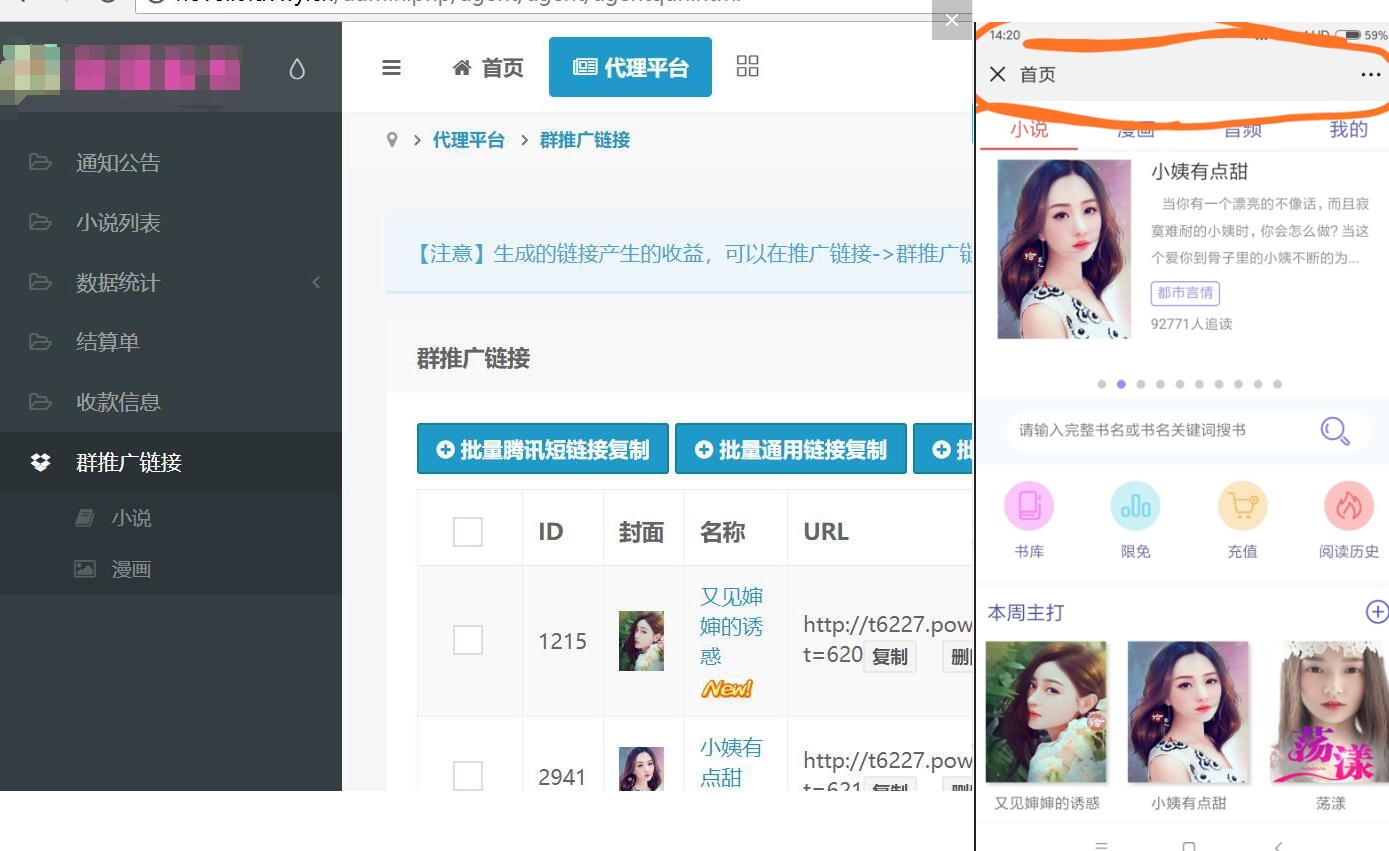 首页
代理平台
代理平台
群推广链接
通知公告
小说列表
数据统计
结算单
收款信息
群推广链接
小说
漫画
【注意】生成的链接产生的收益，可以在推广链接->群推广链
群推广链接
批量腾讯短链接复制
批量通用链接复制
批
ID
封面
名称
URL
1215
又见婶
婶的诱
惑
New!
http://t6227.pow
t=620
复制
删
2941
小姨有
点甜
http://t6227.pow
t=621
复制
14:20
59%
首页
小说
漫画
音频
我的
小姨有点甜
当你有一个漂亮的不像话，而且寂
寞难耐的小姨时，你会怎么做？当这
个爱你到骨子里的小姨不断的为...
都市言情
92771人追读
请输入完整书名或书名关键词搜书
书库
限免
充值
阅读历史
本周主打
荡漾
又见婶婶的诱惑
小姨有点甜
荡漾